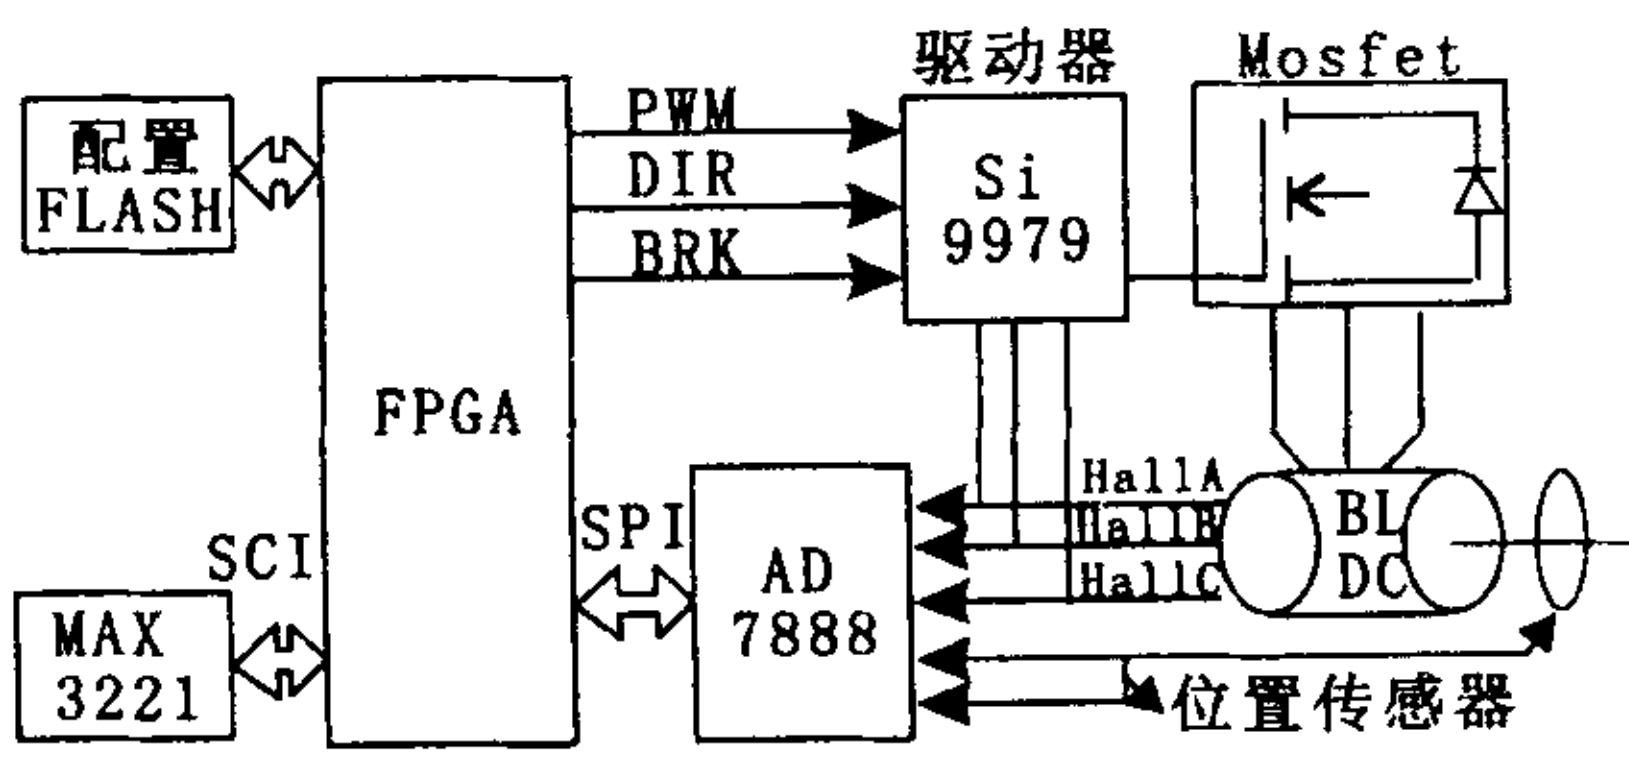 驱动器
Mosfet
配置
FLASH
PWM
DIR
BRK
Si
9979
FPGA
HallA
HallB
HallC
BL
DC
SPI
SCI
AD
7888
MAX
3221
位置传感器